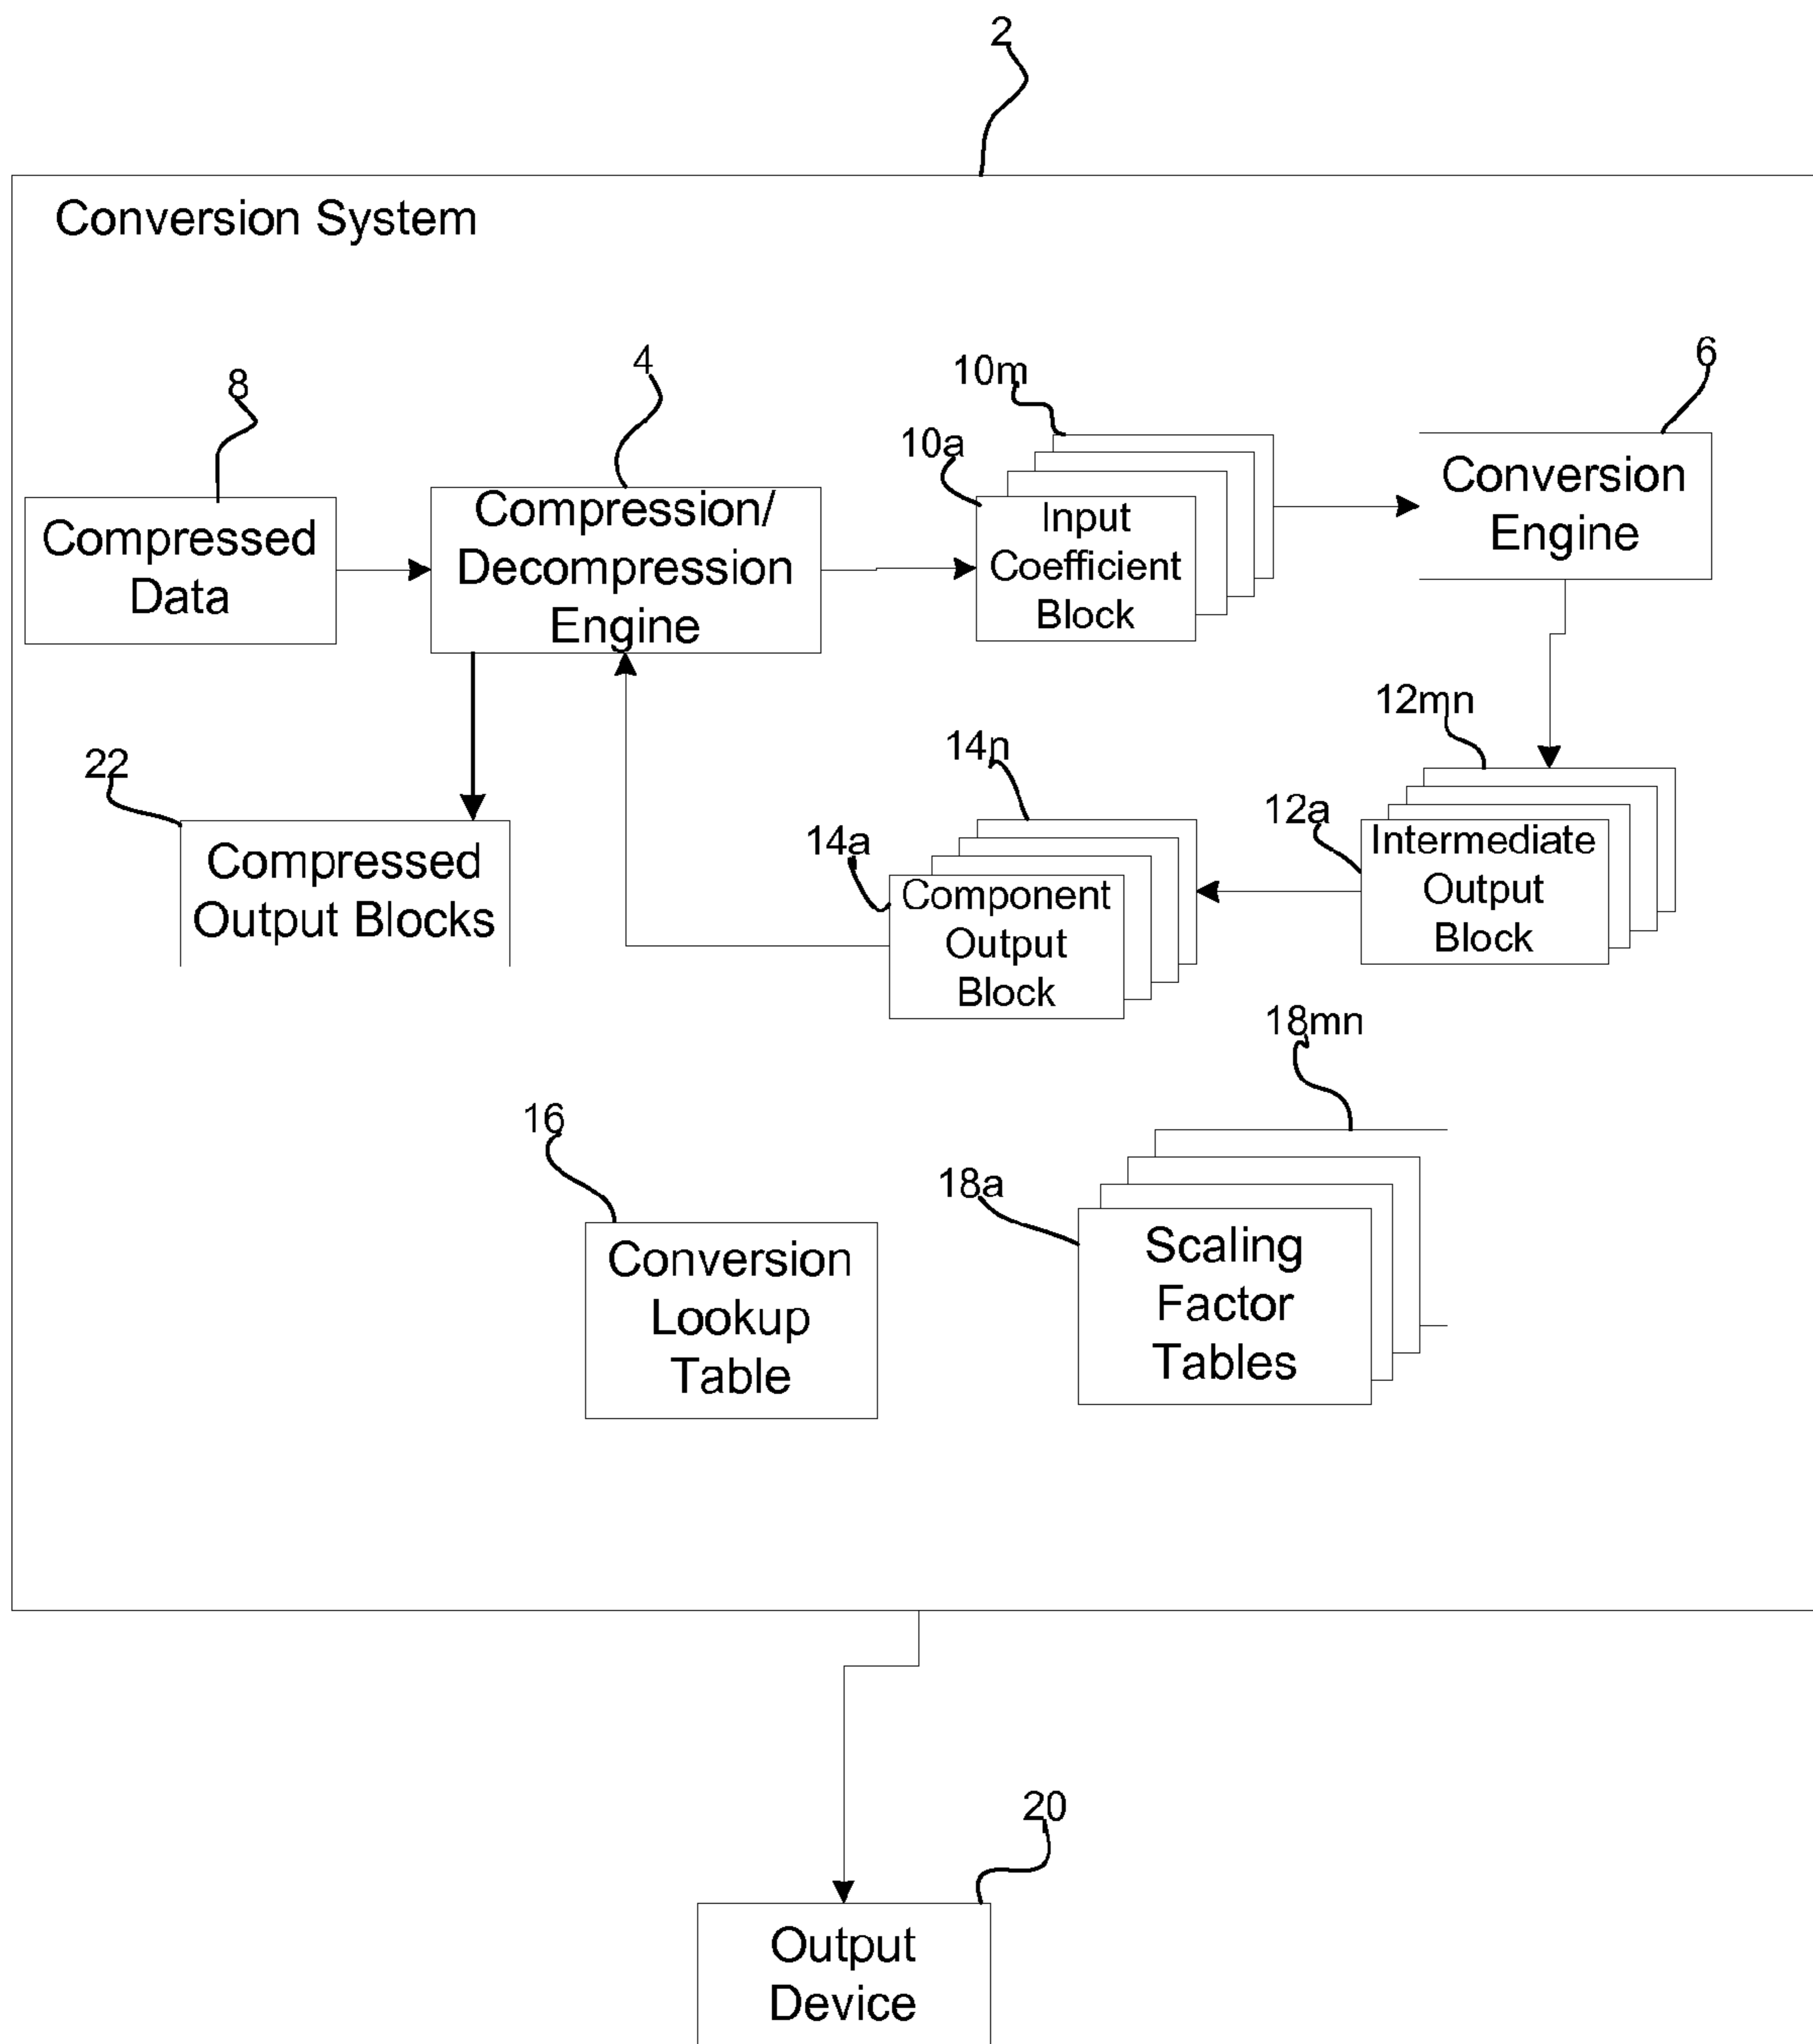 2
Conversion System
8
4
10m
10a
6
Compressed
Data
Compression/
Decompression
Engine
Input
Coefficient
Block
Conversion
Engine
22
Compressed
Output Blocks
14n
14a
Component
Output
Block
12mn
12a
Intermediate
Output
Block
16
Conversion
Lookup
Table
18mn
18a
Scaling
Factor
Tables
20
Output
Device